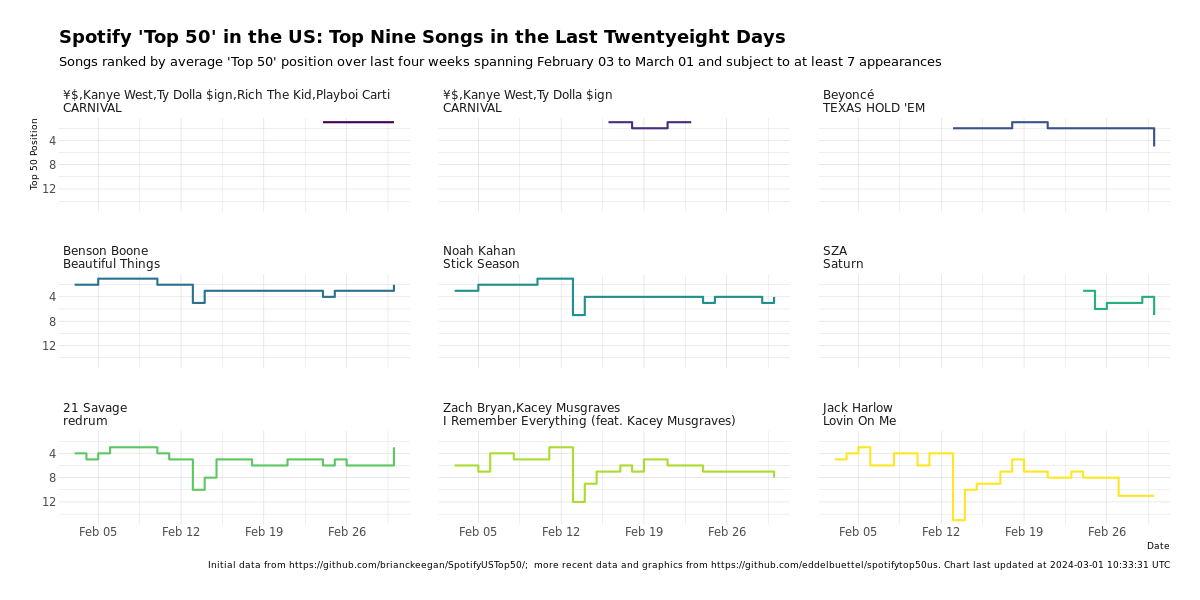 Spotify 'Top 50' in the US: Top Nine Songs in the Last Twentyeight Days
Songs ranked by average 'Top 50' position over last four weeks spanning February 03 to March 01 and subject to at least 7 appearances
¥$,Kanye West,Ty Dolla $ign,Rich The Kid,Playboi Carti
CARNIVAL
¥$,Kanye West,Ty Dolla $ign
CARNIVAL
Beyoncé
TEXAS HOLD 'EM
Top 50 Position
4
8
12
Benson Boone
Beautiful Things
Noah Kahan
Stick Season
SZA
Saturn
4
8
12
21 Savage
redrum
Zach Bryan,Kacey Musgraves
I Remember Everything (feat. Kacey Musgraves)
Jack Harlow
Lovin On Me
4
8
12
Feb 05 Feb 12 Feb 19 Feb 26
Feb 05 Feb 12 Feb 19 Feb 26
Feb 05 Feb 12 Feb 19 Feb 26
Date
Initial data from https://github.com/brianckeegan/SpotifyUSTop50/;  more recent data and graphics from https://github.com/eddelbuettel/spotifytop50us. Chart last updated at 2024-03-01 10:33:31 UTC